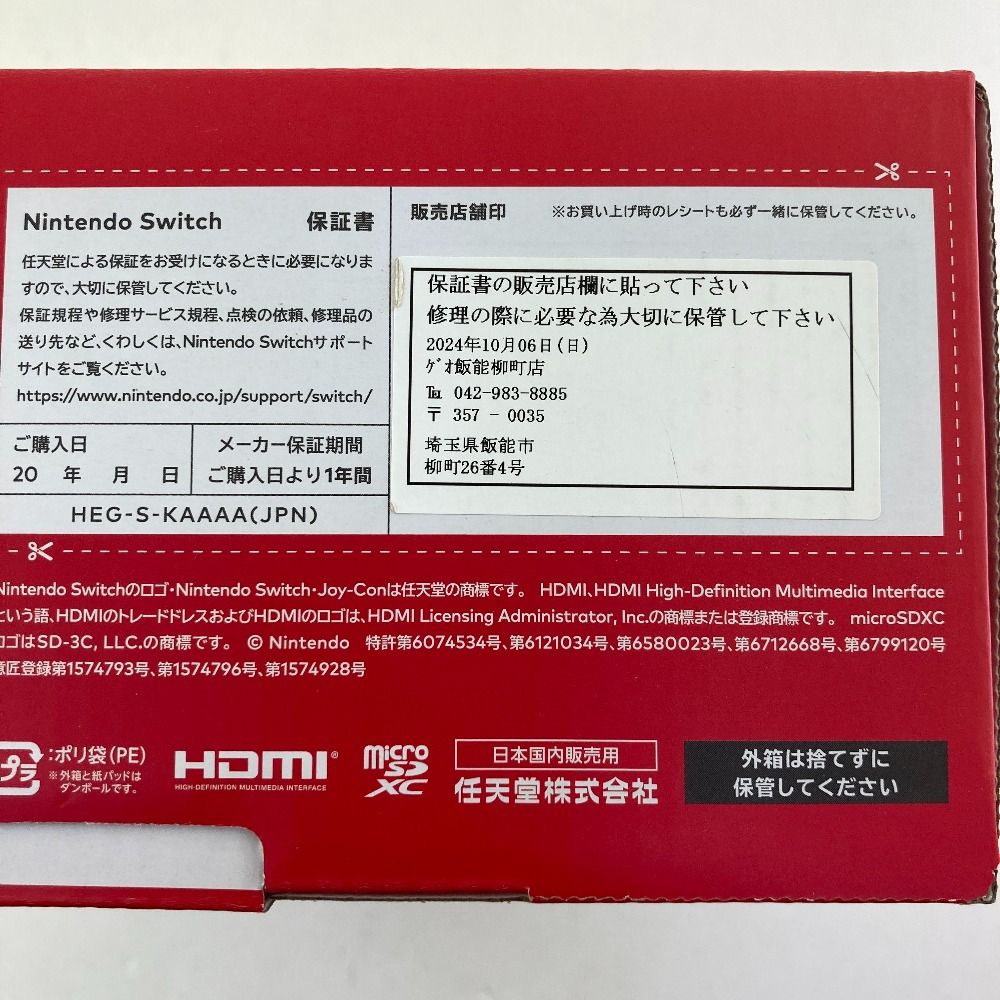 Nintendo Switch 保証書
任天堂による保証をお受けになるときに必要になりま
すので、大切に保管してください。
保証規程や修理サービス規程、点検の依頼、修理品の
送り先など、くわしくは、Nintendo Switchサポート
サイトをご覧ください。
https://www.nintendo.co.jp/support/switch/
ご購入日 メーカー保証期間
20 年 月 日 ご購入日より1年間
HEG-S-KAAAA(JPN)
販売店舗印 ※お買い上げ時のレシートも必ず一緒に保管してください。
保証書の販売店欄に貼って下さい
修理の際に必要な為大切に保管して下さい
2024年10月06日(日)
ｹﾞｵ飯能柳町店
℡ 042-983-8885
〒 357 - 0035
埼玉県飯能市
柳町26番4号
Nintendo Switchのロゴ・Nintendo Switch・Joy-Conは任天堂の商標です。 HDMI、HDMI High-Definition Multimedia Interface
という語、HDMIのトレードドレスおよびHDMIのロゴは、HDMI Licensing Administrator, Inc.の商標または登録商標です。 microSDXC
ロゴはSD-3C, LLC.の商標です。 © Nintendo 特許第6074534号、第6121034号、第6580023号、第6712668号、第6799120号
意匠登録第1574793号、第1574796号、第1574928号
プラ :ポリ袋(PE)
※外箱と紙パッドは
ダンボールです。
HDMI®
HIGH-DEFINITION MULTIMEDIA INTERFACE
micro
SD
XC
日本国内販売用
任天堂株式会社
外箱は捨てずに
保管してください